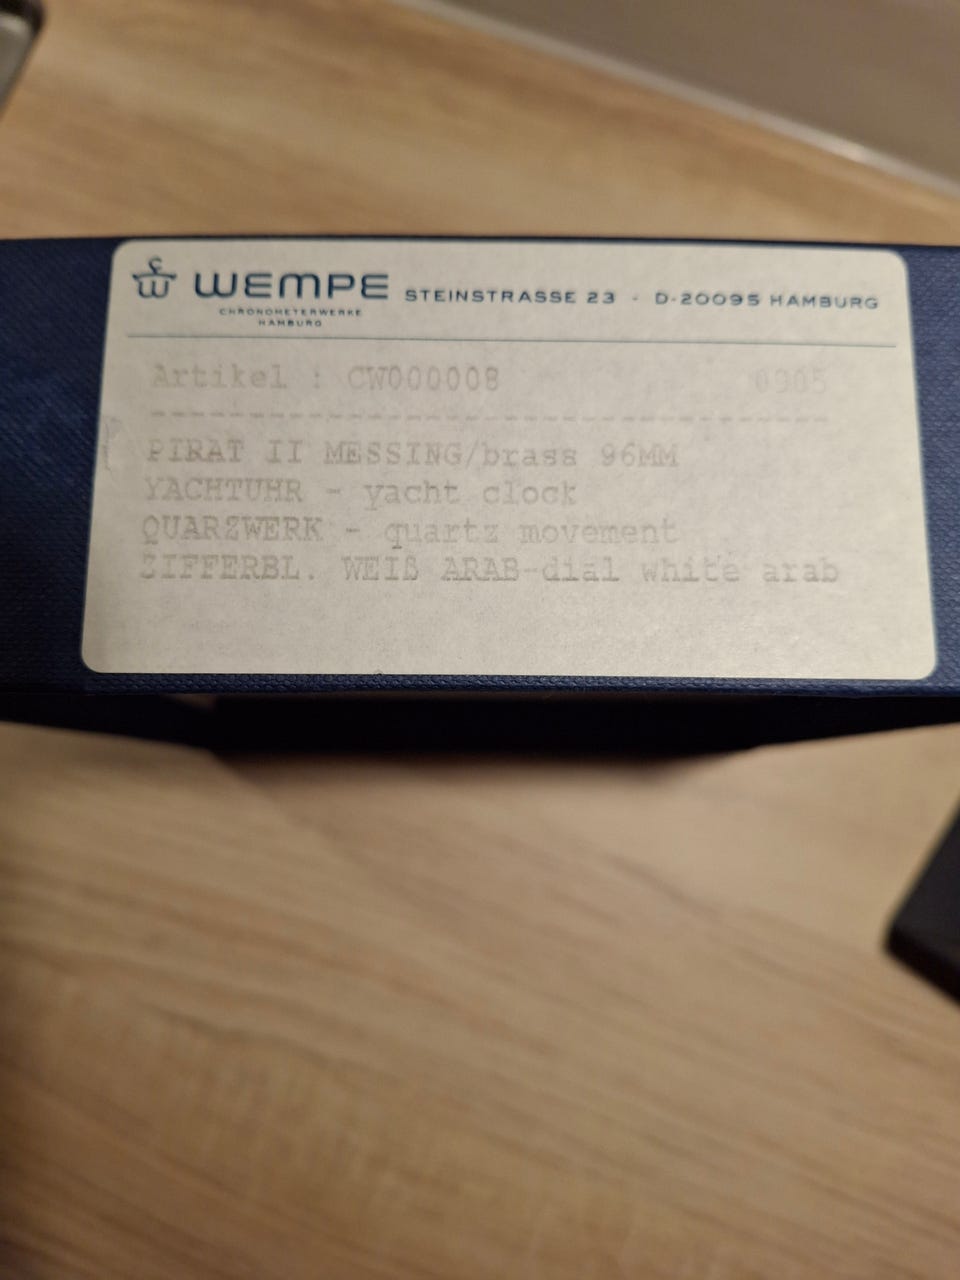 WEMPE STEINSTRASSE 23 · D-20095 HAMBURG
CHRONOMETERWERKE
HAMBURG
Artikel : CW000008 0305
PIRAT II MESSING/brass 96MM
YACHTUHR - yacht clock
QUARZWERK - quartz movement
ZIFFERBL. WEIß ARAB-dial white arab